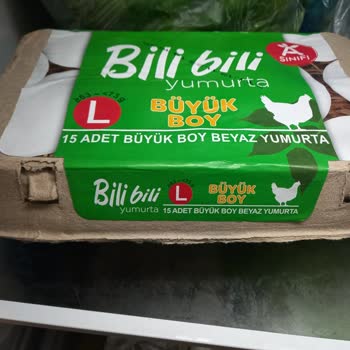 Bili bili
yumurta
A
SINIFI
L
BÜYÜK
BOY
15 ADET BÜYÜK BOY BEYAZ YUMURTA
Bili bili
yumurta
L
BÜYÜK
BOY
15 ADET BÜYÜK BOY BEYAZ YUMURTA